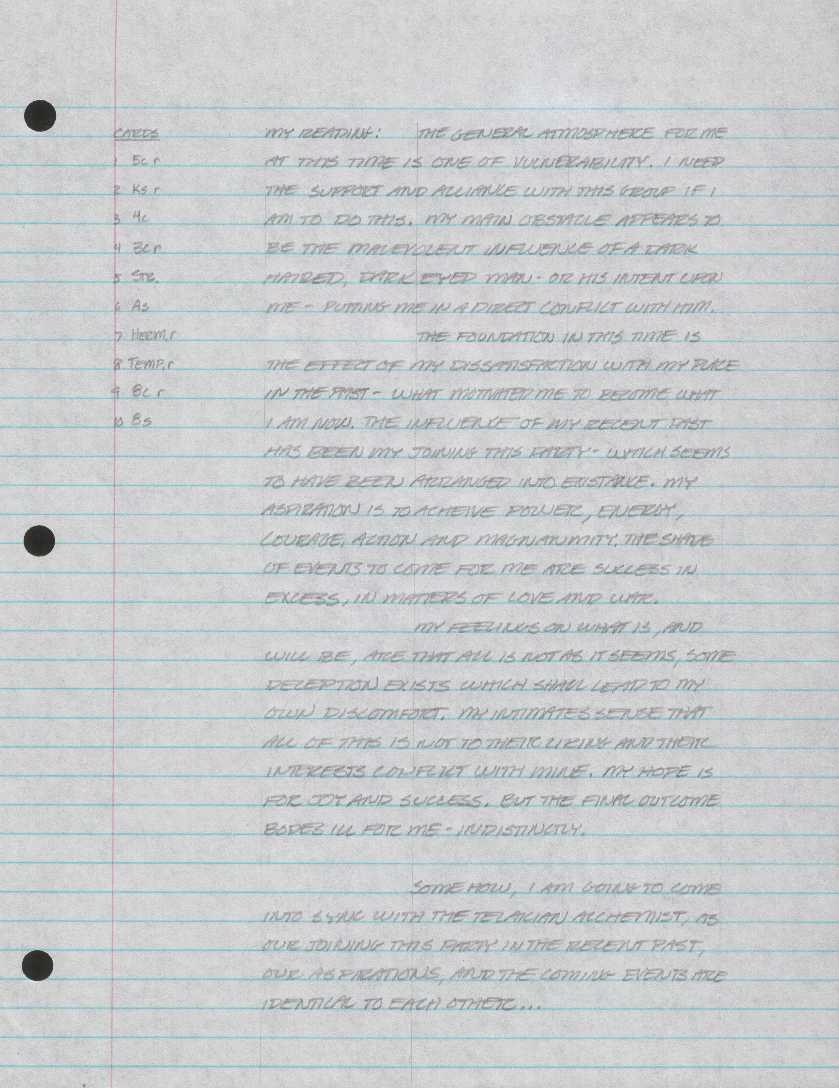 CARDS MY READING: THE GENERAL ATMOSPHERE FOR ME
1 5c r AT THIS TIME IS ONE OF VULNERABILITY. I NEED
2 Ks r THE SUPPORT AND ALLIANCE WITH THIS GROUP IF I
3 4c AM TO DO THIS. MY MAIN OBSTACLE APPEARS TO
4 3c r BE THE MALEVOLENT INFLUENCE OF A DARK
5 STR. HAIRED, DARK EYED MAN - OR HIS INTENT UPON
6 As ME - PUTTING ME IN A DIRECT CONFLICT WITH HIM.
7 HERM.r THE FOUNDATION IN THIS TIME IS
8 TEMP.r THE EFFECT OF MY DISSATISFACTION WITH MY PLACE
9 8c r IN THE PAST - WHAT MOTIVATED ME TO BECOME WHAT
10 8s I AM NOW. THE INFLUENCE OF MY RECENT PAST
HAS BEEN MY JOINING THIS PARTY - WHICH SEEMS
TO HAVE BEEN ARRANGED INTO EXISTANCE. MY
ASPIRATION IS TO ACHEIVE POWER, ENERGY,
COURAGE, ACTION AND MAGNANIMITY. THE SHAPE
OF EVENTS TO COME FOR ME ARE SUCCESS IN
EXCESS, IN MATTERS OF LOVE AND WAR.
MY FEELINGS ON WHAT IS, AND
WILL BE, ARE THAT ALL IS NOT AS IT SEEMS, SOME
DECEPTION EXISTS WHICH SHALL LEAD TO MY
OWN DISCOMFORT. MY INTIMATES SENSE THAT
ALL OF THIS IS NOT TO THEIR LIKING AND THEIR
INTERESTS CONFLICT WITH MINE. MY HOPE IS
FOR JOY AND SUCCESS. BUT THE FINAL OUTCOME
BODES ILL FOR ME - INDISTINCTLY.
SOME HOW, I AM GOING TO COME
INTO SYNC WITH THE TELAICIAN ALCHEMIST, AS
OUR JOINING THIS PARTY IN THE RECENT PAST,
OUR ASPIRATIONS, AND THE COMING EVENTS ARE
IDENTICAL TO EACH OTHER...